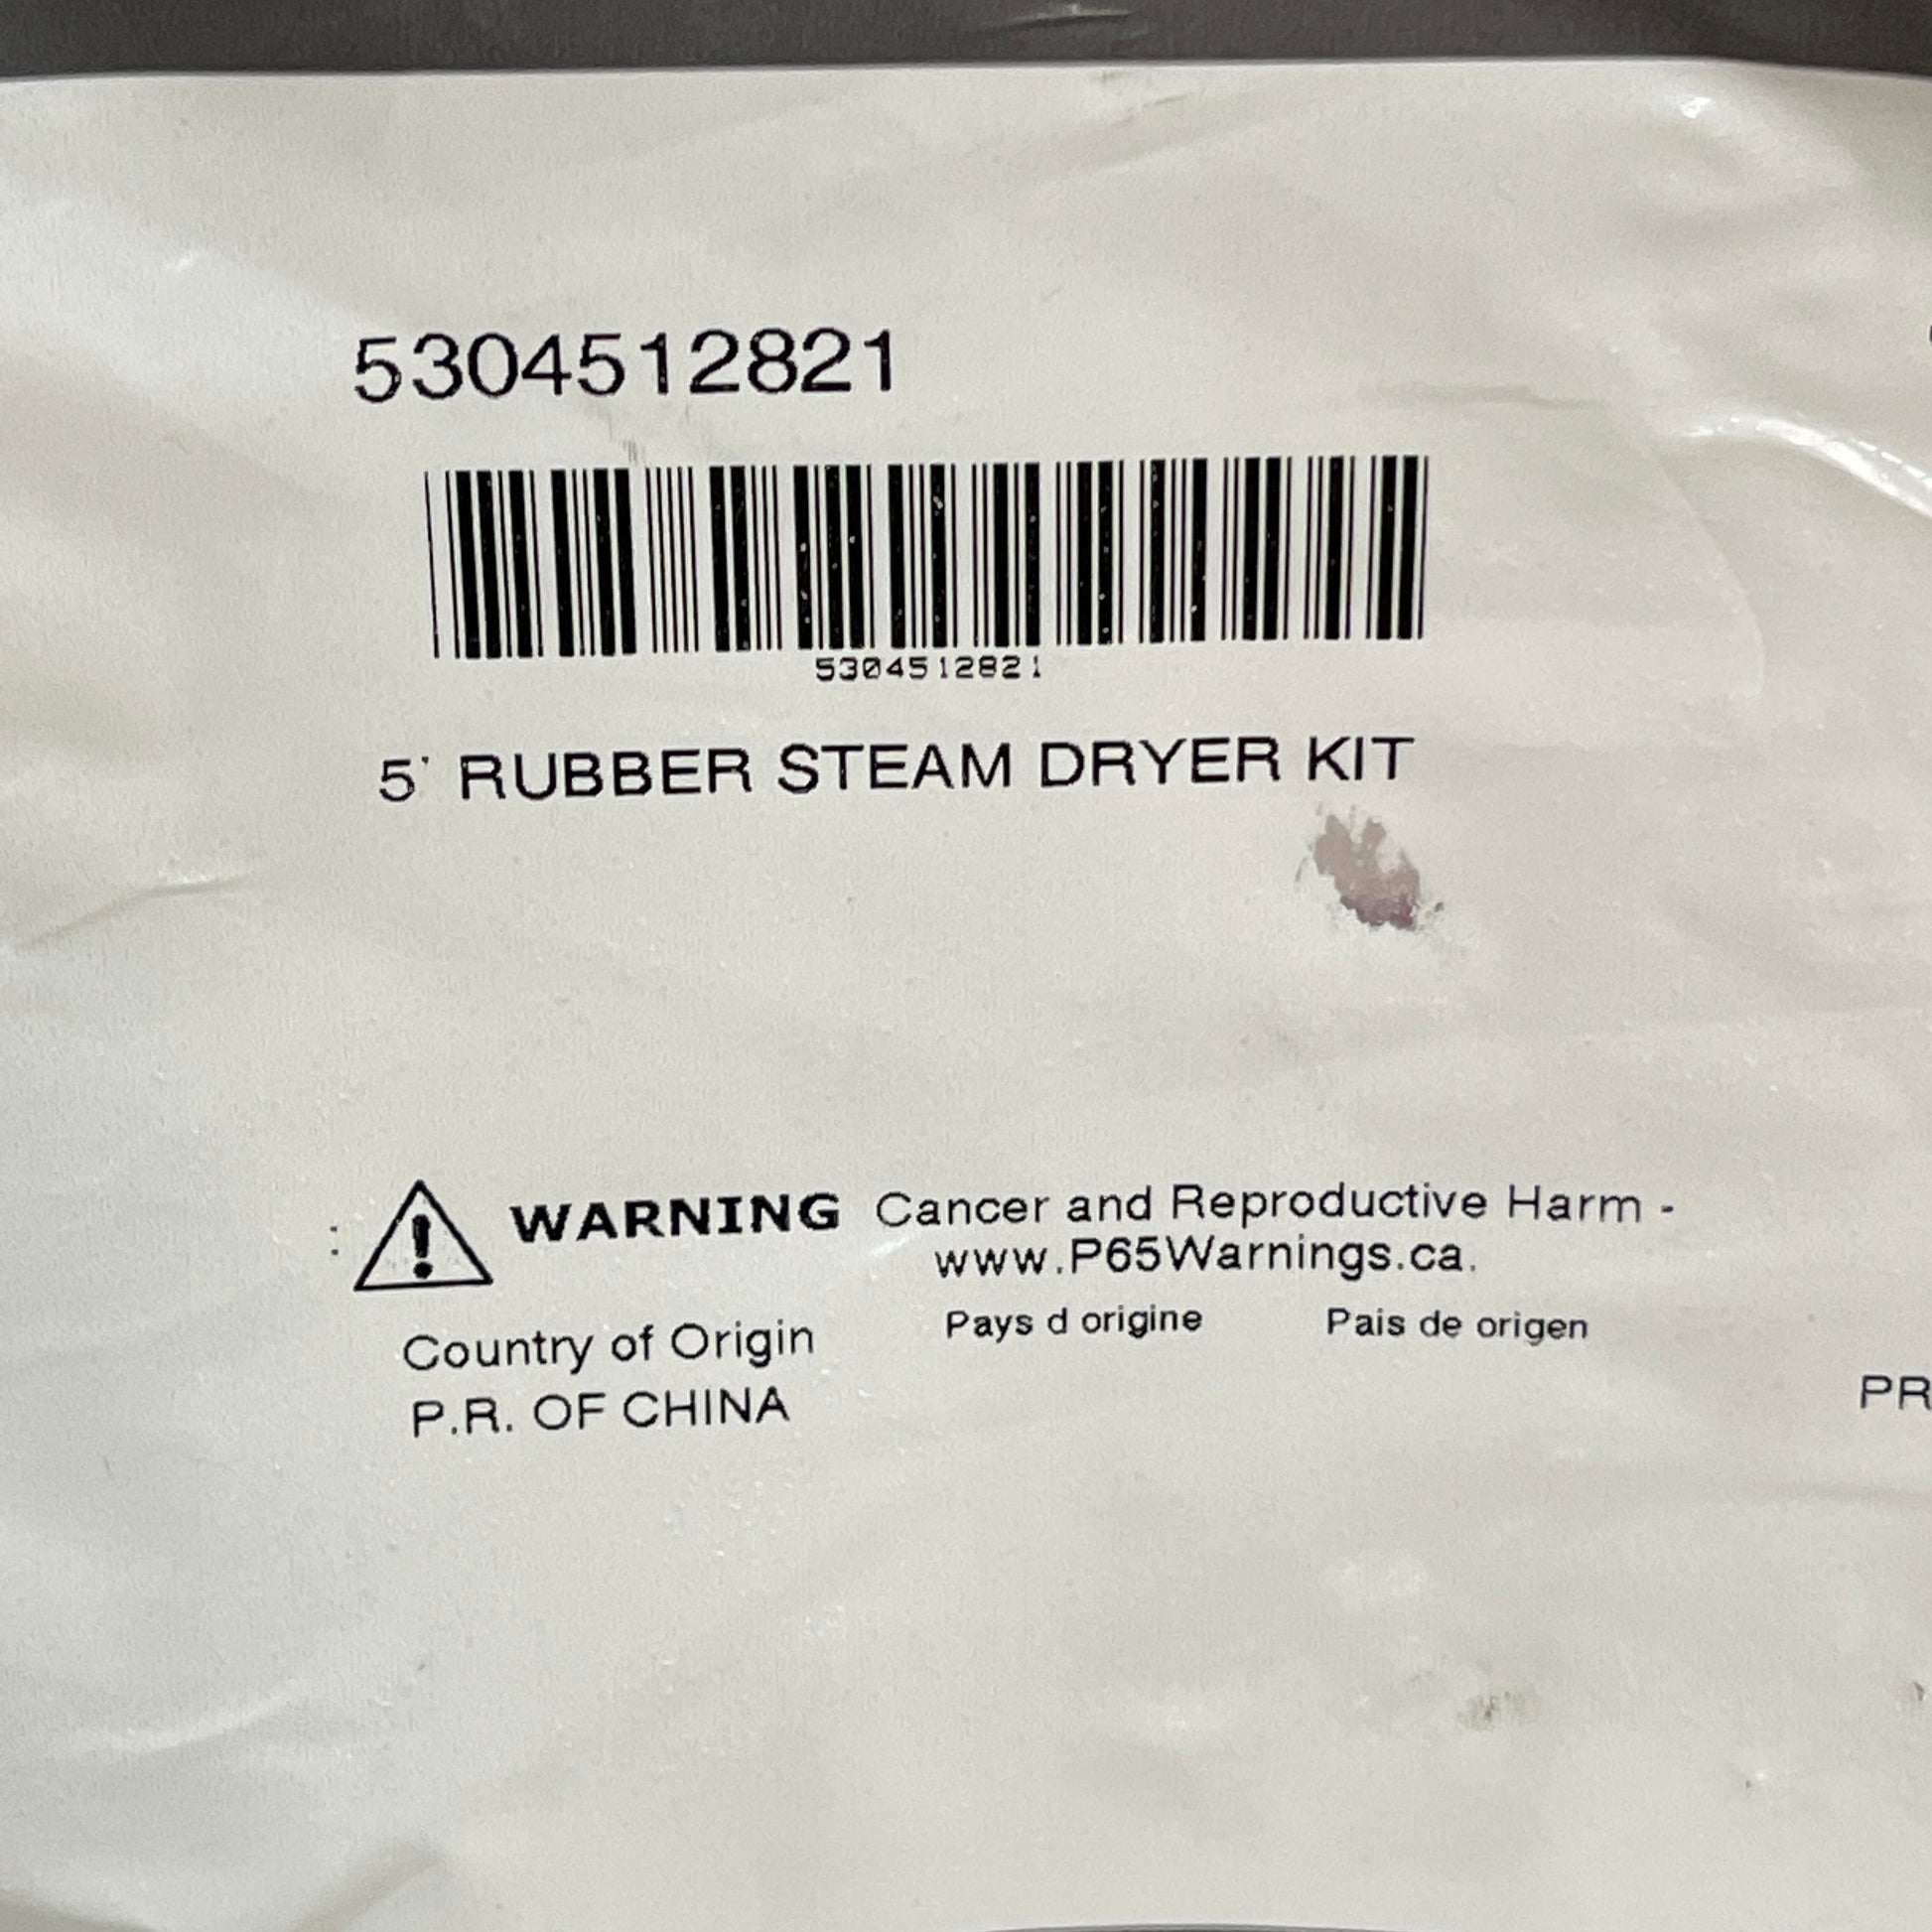 5304512821
5304512821
5' RUBBER STEAM DRYER KIT
: WARNING Cancer and Reproductive Harm -
www.P65Warnings.ca.
Country of Origin Pays d origine Pais de origen
P.R. OF CHINA
PR